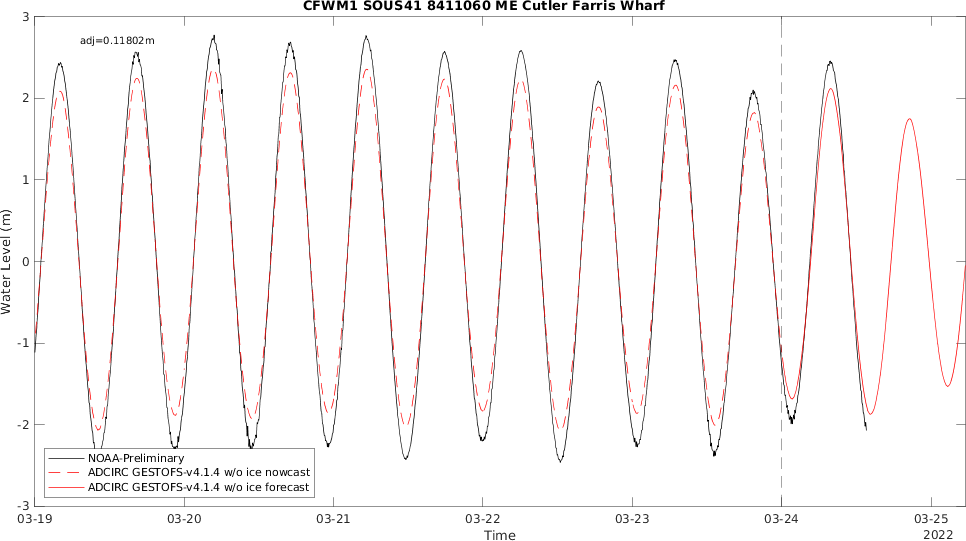 CFWM1 SOUS41 8411060 ME Cutler Farris Wharf
adj=0.11802m
3
2
1
0
-1
-2
-3
Water Level (m)
NOAA-Preliminary
ADCIRC GESTOFS-v4.1.4 w/o ice nowcast
ADCIRC GESTOFS-v4.1.4 w/o ice forecast
03-19 03-20 03-21 03-22 03-23 03-24 03-25
Time
2022